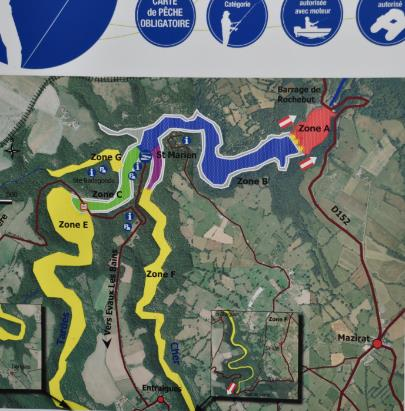 CARTE
de PÊCHE
OBLIGATOIRE
Catégorie
autorisée
avec moteur
autorisé
Barrage de
Rochebut
Zone A
Zone G
St Marien
Zone C
Zone B
Zone E
D152
Zone F
Vers Evaux Les Bains
Tardes
Cher
Zone F
Mazirat
Entraigues